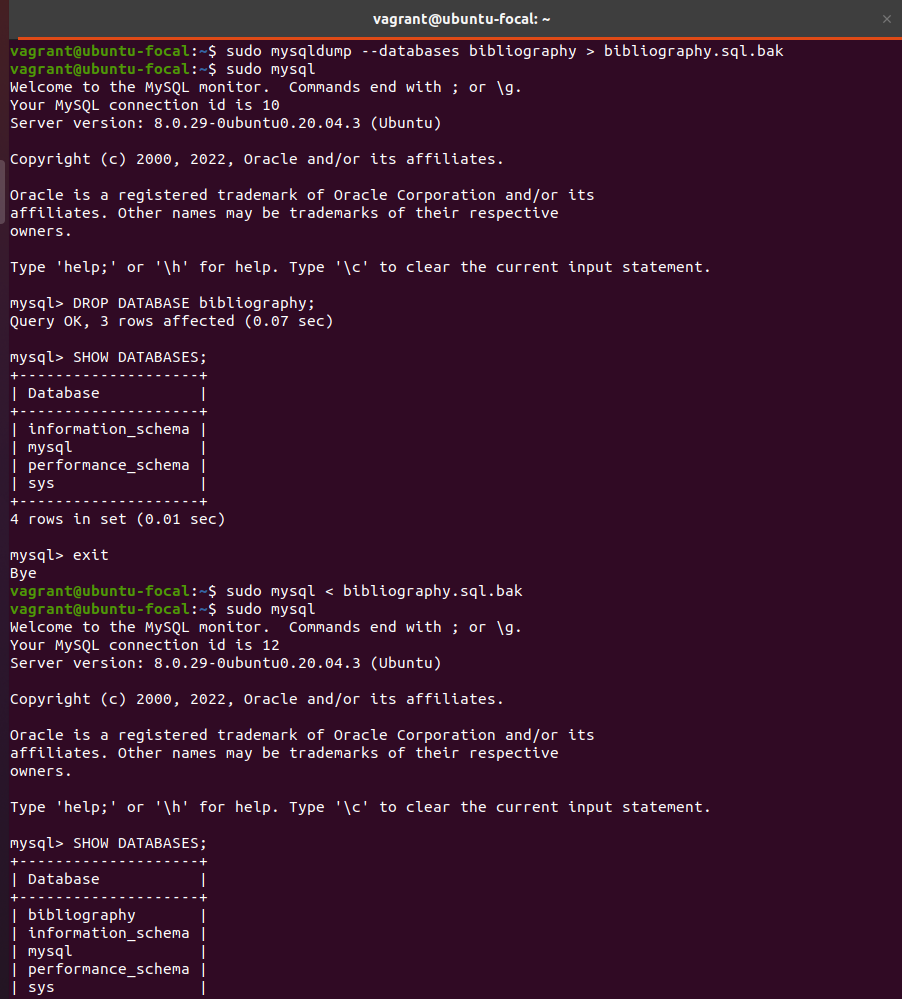 vagrant@ubuntu-focal: ~
vagrant@ubuntu-focal:~$ sudo mysqldump --databases bibliography > bibliography.sql.bak
vagrant@ubuntu-focal:~$ sudo mysql
Welcome to the MySQL monitor.  Commands end with ; or \g.
Your MySQL connection id is 10
Server version: 8.0.29-0ubuntu0.20.04.3 (Ubuntu)

Copyright (c) 2000, 2022, Oracle and/or its affiliates.

Oracle is a registered trademark of Oracle Corporation and/or its
affiliates. Other names may be trademarks of their respective
owners.

Type 'help;' or '\h' for help. Type '\c' to clear the current input statement.

mysql> DROP DATABASE bibliography;
Query OK, 3 rows affected (0.07 sec)

mysql> SHOW DATABASES;
+--------------------+
| Database           |
+--------------------+
| information_schema |
| mysql              |
| performance_schema |
| sys                |
+--------------------+
4 rows in set (0.01 sec)

mysql> exit
Bye
vagrant@ubuntu-focal:~$ sudo mysql < bibliography.sql.bak
vagrant@ubuntu-focal:~$ sudo mysql
Welcome to the MySQL monitor.  Commands end with ; or \g.
Your MySQL connection id is 12
Server version: 8.0.29-0ubuntu0.20.04.3 (Ubuntu)

Copyright (c) 2000, 2022, Oracle and/or its affiliates.

Oracle is a registered trademark of Oracle Corporation and/or its
affiliates. Other names may be trademarks of their respective
owners.

Type 'help;' or '\h' for help. Type '\c' to clear the current input statement.

mysql> SHOW DATABASES;
+--------------------+
| Database           |
+--------------------+
| bibliography       |
| information_schema |
| mysql              |
| performance_schema |
| sys                |